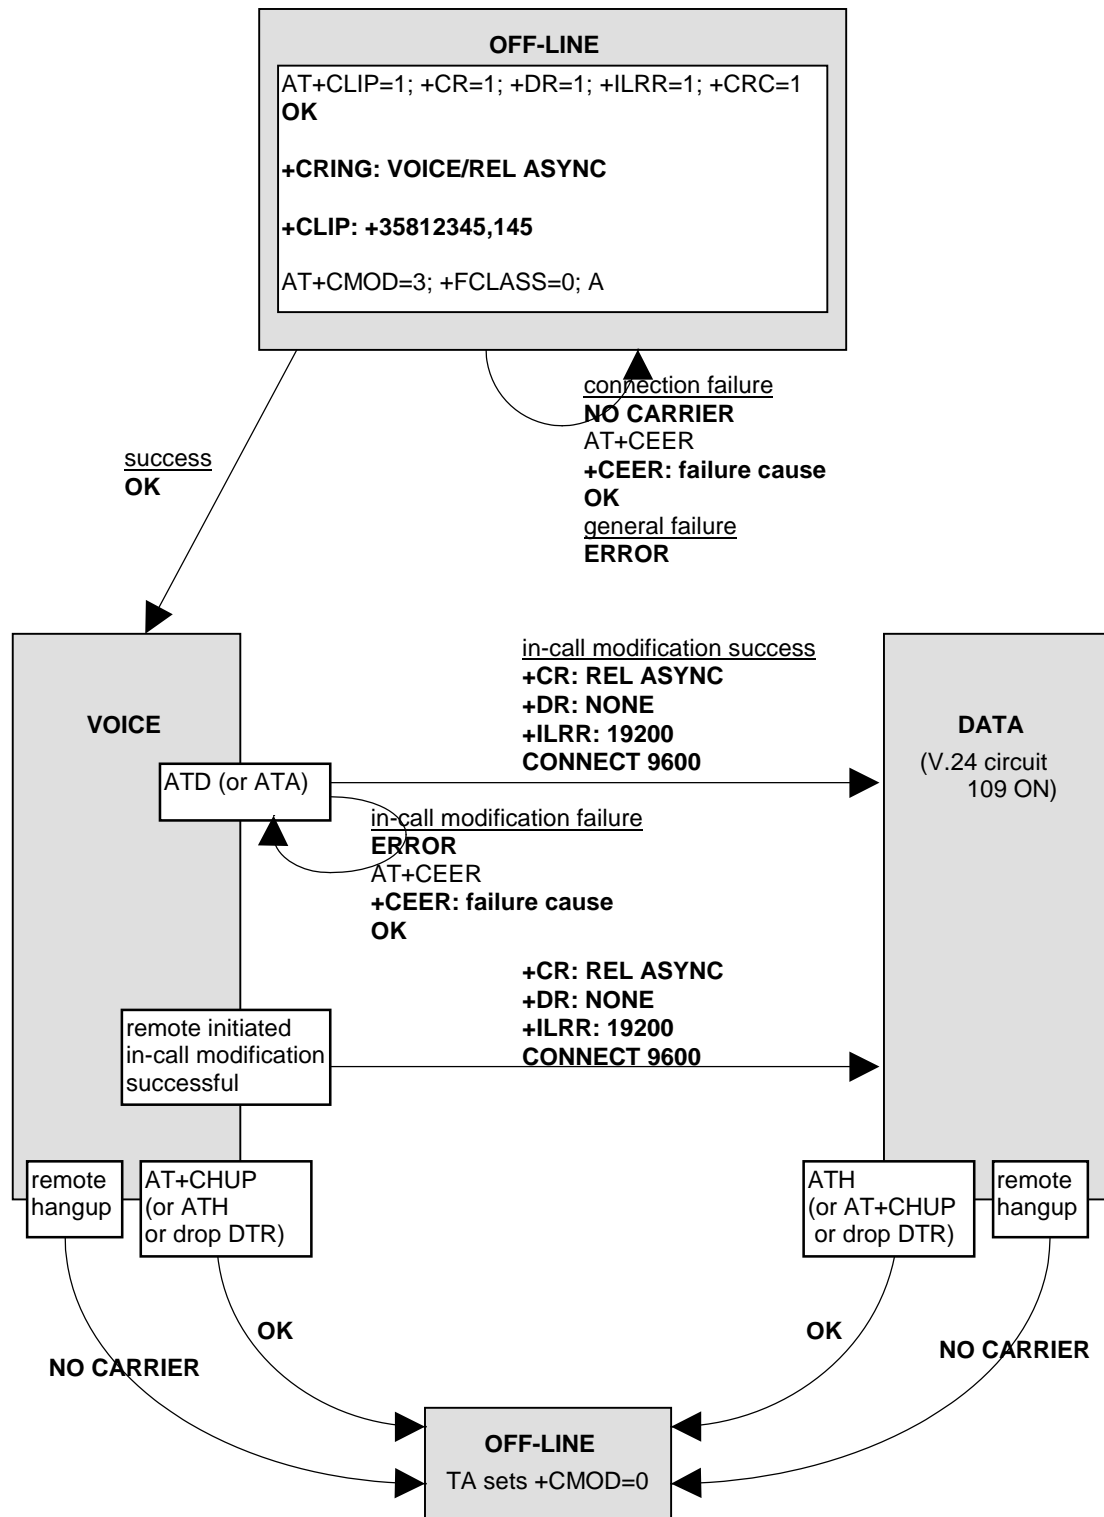 OFF-LINE
AT+CLIP=1; +CR=1; +DR=1; +ILRR=1; +CRC=1
OK
+CRING: VOICE/REL ASYNC
+CLIP: +35812345,145
AT+CMOD=3; +FCLASS=0; A
connection failure
NO CARRIER
AT+CEER
+CEER: failure cause
OK
general failure
ERROR
success
OK
VOICE
ATD (or ATA)
in-call modification success
+CR: REL ASYNC
+DR: NONE
+ILRR: 19200
CONNECT 9600
DATA
(V.24 circuit
109 ON)
in-call modification failure
ERROR
AT+CEER
+CEER: failure cause
OK
remote initiated
in-call modification
successful
+CR: REL ASYNC
+DR: NONE
+ILRR: 19200
CONNECT 9600
remote
hangup
AT+CHUP
(or ATH
or drop DTR)
ATH
(or AT+CHUP
or drop DTR)
remote
hangup
OK
NO CARRIER
OK
NO CARRIER
OFF-LINE
TA sets +CMOD=0